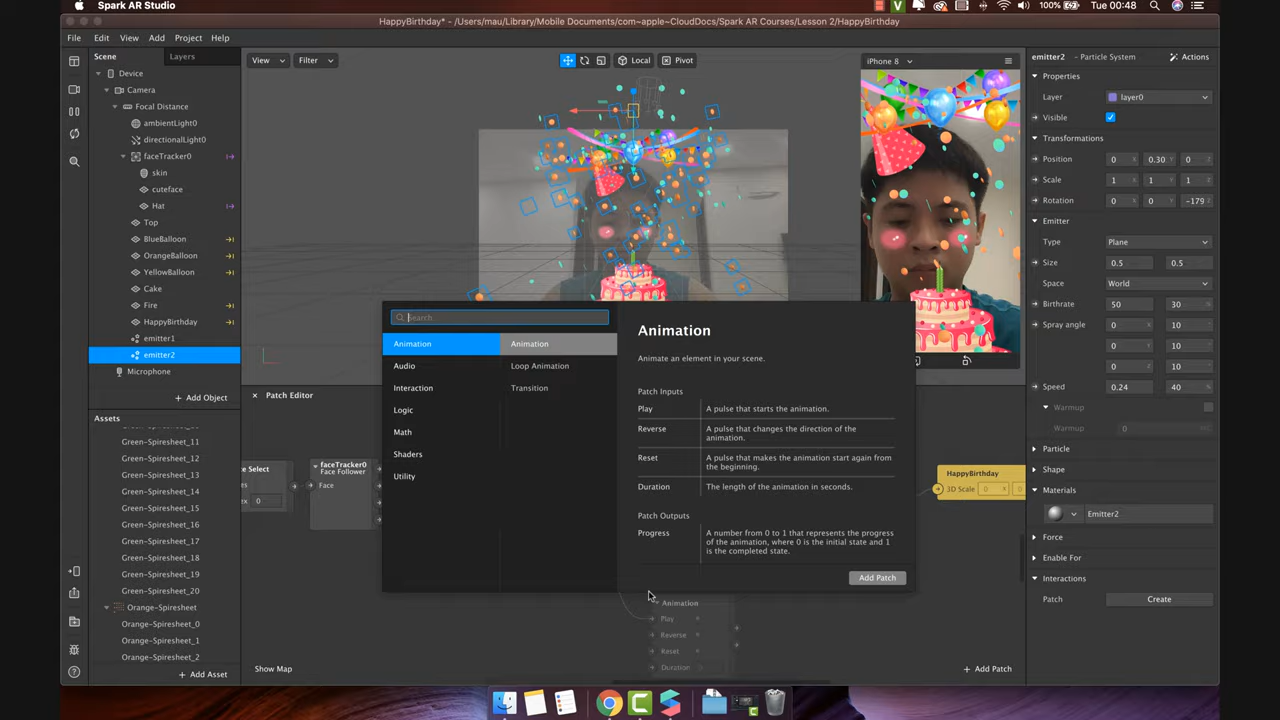 Spark AR Studio
100%
Tue 00:48
HappyBirthday* - /Users/mau/Library/Mobile Documents/com~apple~CloudDocs/Spark AR Courses/Lesson 2/HappyBirthday
File Edit View Add Project Help
Scene Layers
Device
Camera
Focal Distance
ambientLight0
directionalLight0
faceTracker0
skin
cuteface
Hat
Top
BlueBalloon
OrangeBalloon
YellowBalloon
Cake
Fire
HappyBirthday
emitter1
emitter2
Microphone
Add Object
Assets
Green-Spiresheet_11
Green-Spiresheet_12
Green-Spiresheet_13
Green-Spiresheet_14
Green-Spiresheet_15
Green-Spiresheet_16
Green-Spiresheet_17
Green-Spiresheet_18
Green-Spiresheet_19
Green-Spiresheet_20
Orange-Spiresheet
Orange-Spiresheet_0
Orange-Spiresheet_1
Orange-Spiresheet_2
Add Asset
View Filter Local Pivot
iPhone 8
Patch Editor
e Select
0
faceTracker0
Face Follower
Face
Search
Animation
Audio
Interaction
Logic
Math
Shaders
Utility
Animation
Loop Animation
Transition
Animation
Animate an element in your scene.
Patch Inputs
Play A pulse that starts the animation.
Reverse A pulse that changes the direction of the
animation.
Reset A pulse that makes the animation start again from
the beginning.
Duration The length of the animation in seconds.
Patch Outputs
Progress A number from 0 to 1 that represents the progress
of the animation, where 0 is the initial state and 1
is the completed state.
Add Patch
Animation
Play
Reverse
Reset
Duration
HappyBirthday
3D Scale 0 0
Show Map
Add Patch
emitter2 - Particle System Actions
Properties
Layer layer0
Visible
Transformations
Position 0 X 0.30 Y 0 Z
Scale 1 X 1 Y 1 Z
Rotation 0 X 0 Y -179 Z
Emitter
Type Plane
Size 0.5 0.5
Space World
Birthrate 50 30 %
Spray angle 0 10
0 10
0 10
Speed 0.24 40 %
Warmup
Warmup 0
Particle
Shape
Materials
Emitter2
Force
Enable For
Interactions
Patch Create